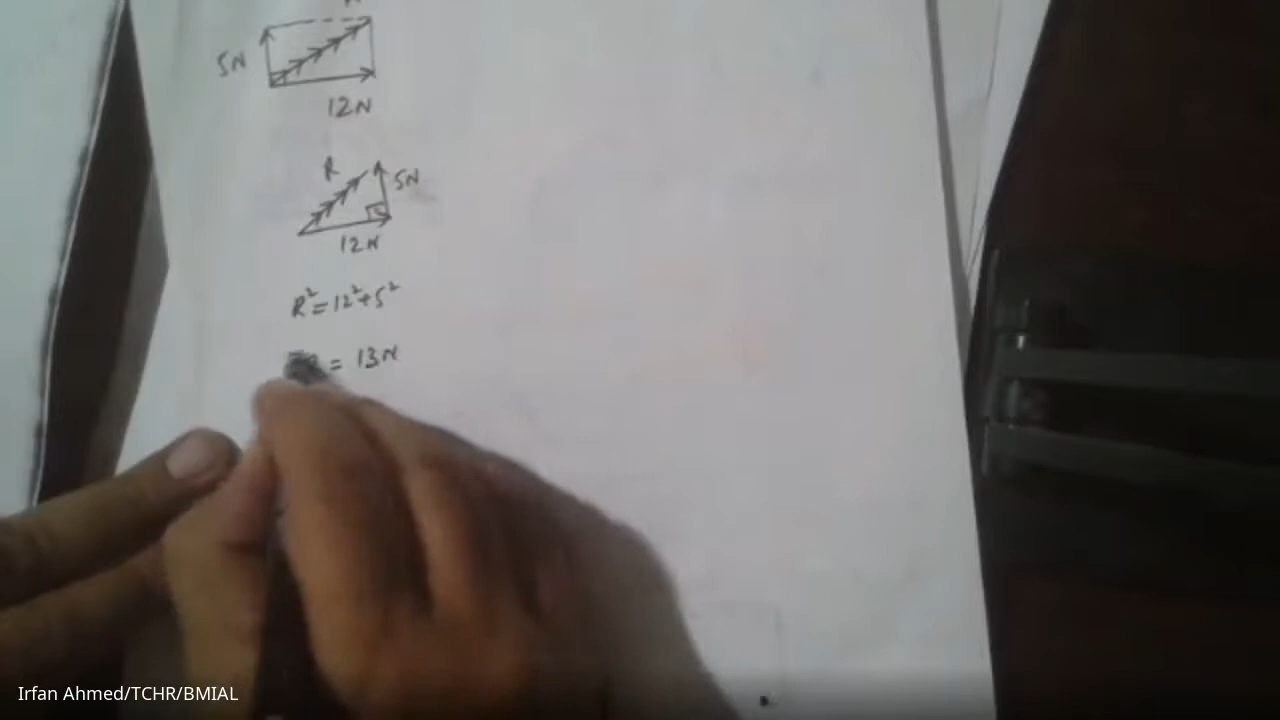 5N
12N
R
5N
12N
R²=12²+5²
= 13N
Irfan Ahmed/TCHR/BMIAL